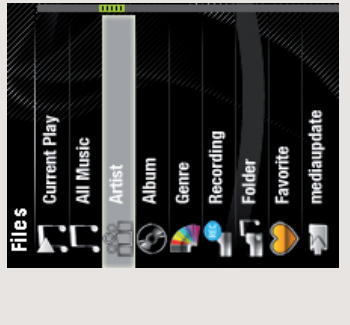 Files
Current Play
All Music
Artist
Album
Genre
REC
Recording
Folder
Favorite
mediaupdate